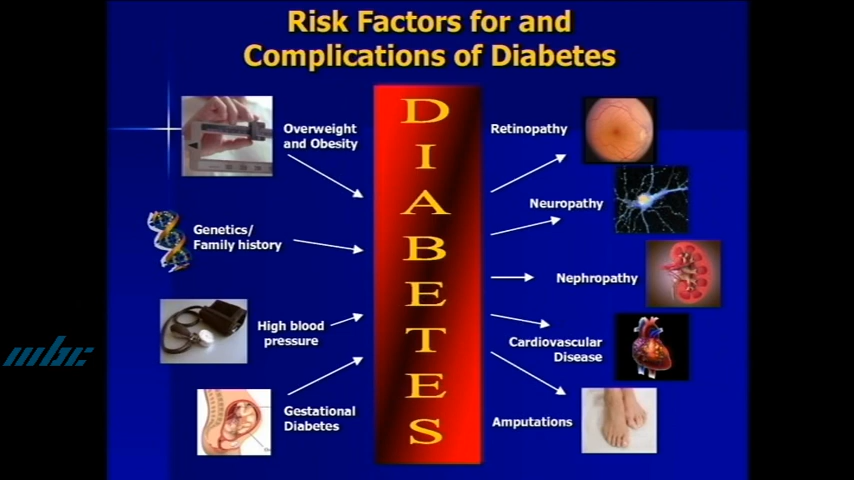 Risk Factors for and
Complications of Diabetes
Overweight
and Obesity
Genetics/
Family history
High blood
pressure
Gestational
Diabetes
DIABETES
Retinopathy
Neuropathy
Nephropathy
Cardiovascular
Disease
Amputations
mbc